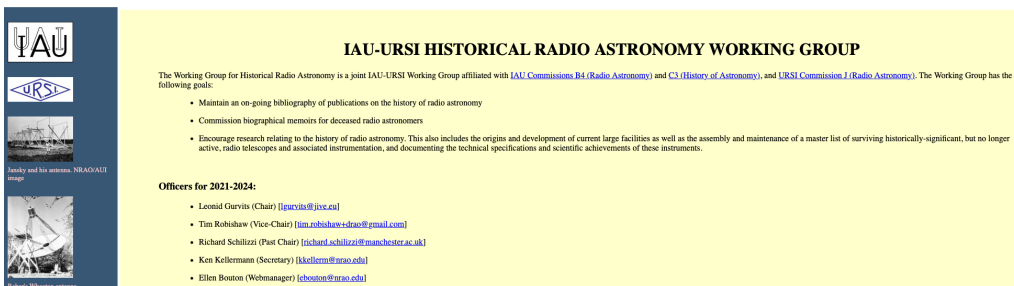 IAU
URSI.
Jansky and his antenna. NRAO/AUI
image
IAU-URSI HISTORICAL RADIO ASTRONOMY WORKING GROUP
The Working Group for Historical Radio Astronomy is a joint IAU-URSI Working Group affiliated with IAU Commissions B4 (Radio Astronomy) and C3 (History of Astronomy), and URSI Commission J (Radio Astronomy). The Working Group has the
following goals:
• Maintain an on-going bibliography of publications on the history of radio astronomy
• Commission biographical memoirs for deceased radio astronomers
• Encourage research relating to the history of radio astronomy. This also includes the origins and development of current large facilities as well as the assembly and maintenance of a master list of surviving historically-significant, but no longer
active, radio telescopes and associated instrumentation, and documenting the technical specifications and scientific achievements of these instruments.
Officers for 2021-2024:
• Leonid Gurvits (Chair) [lgurvits@jive.eu]
• Tim Robishaw (Vice-Chair) [tim.robishaw+drao@gmail.com]
• Richard Schilizzi (Past Chair) [richard.schilizzi@manchester.ac.uk]
• Ken Kellermann (Secretary) [kkellerm@nrao.edu]
• Ellen Bouton (Webmanager) [ebouton@nrao.edu]